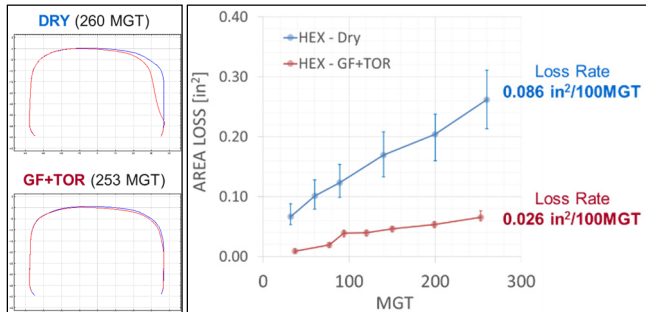 DRY (260 MGT)
GF+TOR (253 MGT)
0.40
0.30
0.20
0.10
0.00
AREA LOSS [in²]
HEX - Dry
HEX - GF+TOR
0
100
200
300
MGT
Loss Rate
0.086 in²/100MGT
Loss Rate
0.026 in²/100MGT